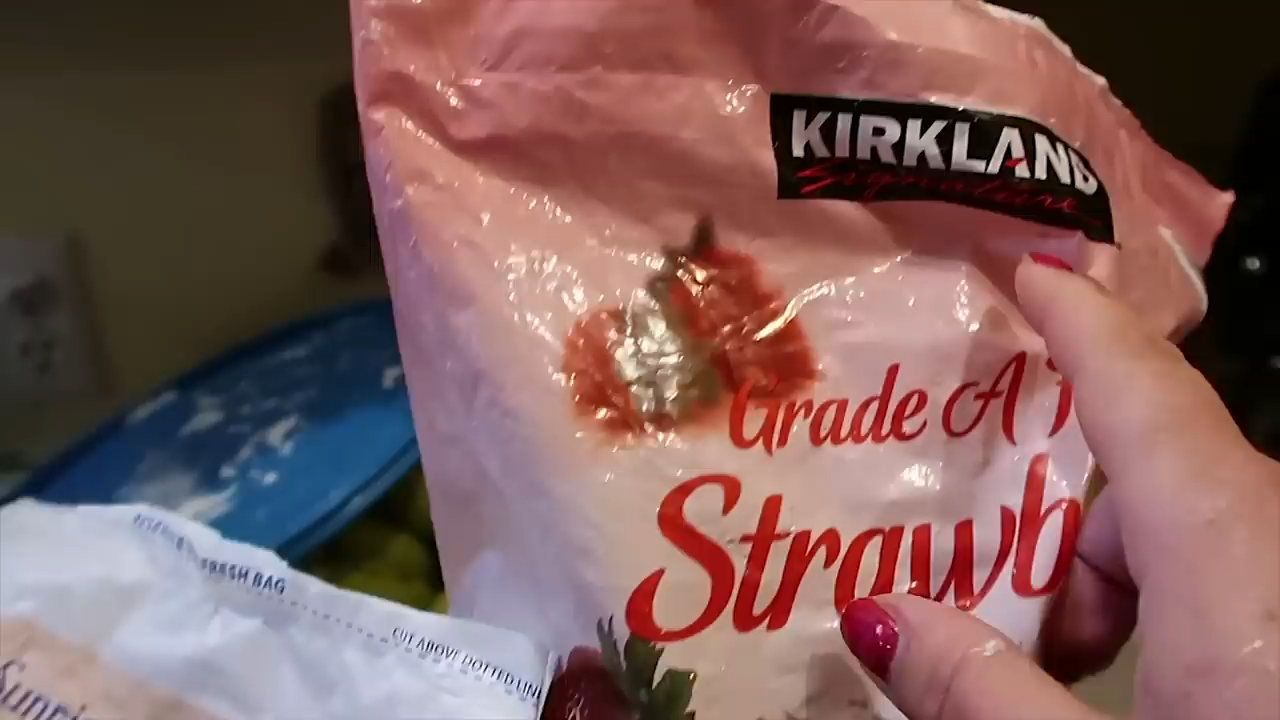 KIRKLAND
Signature
Grade A
Strawb
FRESH BAG
CUT ABOVE DOTTED LINE